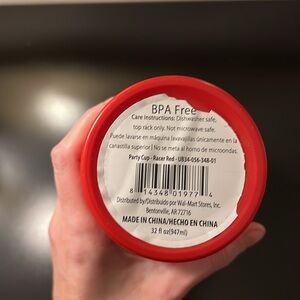 BPA Free
Care Instructions: Dishwasher safe,
top rack only. Not microwave safe.
Puede lavarse en máquina lavavajillas únicamente en la
canastilla superior | No se meta al horno de microondas.
Party Cup - Racer Red - UB34-056-348-01
8 14348 01977 4
Distributed by/Distribuido por Wal-Mart Stores, Inc.
Bentonville, AR 72716
MADE IN CHINA/HECHO EN CHINA
32 fl oz(947ml)